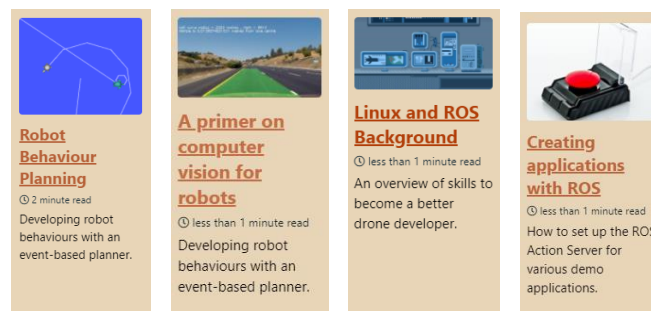 Robot
Behaviour
Planning
2 minute read
Developing robot
behaviours with an
event-based planner.
A primer on
computer
vision for
robots
less than 1 minute read
Developing robot
behaviours with an
event-based planner.
Linux and ROS
Background
less than 1 minute read
An overview of skills to
become a better
drone developer.
Creating
applications
with ROS
less than 1 minute read
How to set up the ROS
Action Server for
various demo
applications.